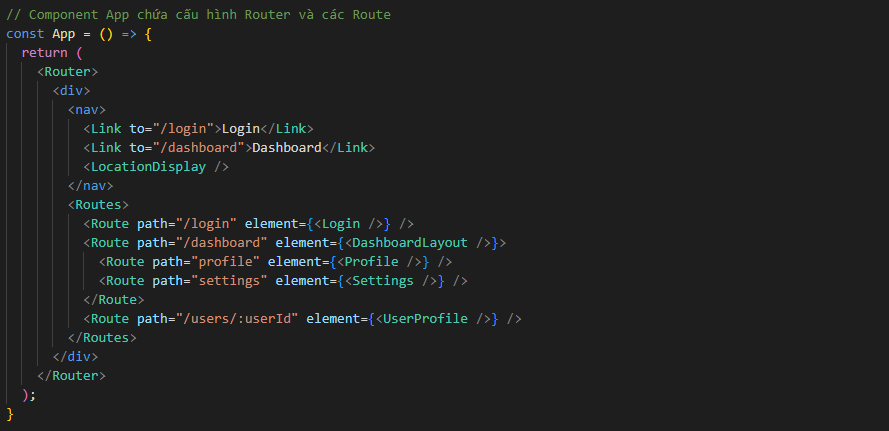 // Component App chứa cấu hình Router và các Route
const App = () => {
  return (
    <Router>
      <div>
        <nav>
          <Link to="/login">Login</Link>
          <Link to="/dashboard">Dashboard</Link>
          <LocationDisplay />
        </nav>
        <Routes>
          <Route path="/login" element={<Login />} />
          <Route path="/dashboard" element={<DashboardLayout />}>
            <Route path="profile" element={<Profile />} />
            <Route path="settings" element={<Settings />} />
          </Route>
          <Route path="/users/:userId" element={<UserProfile />} />
        </Routes>
      </div>
    </Router>
  );
}